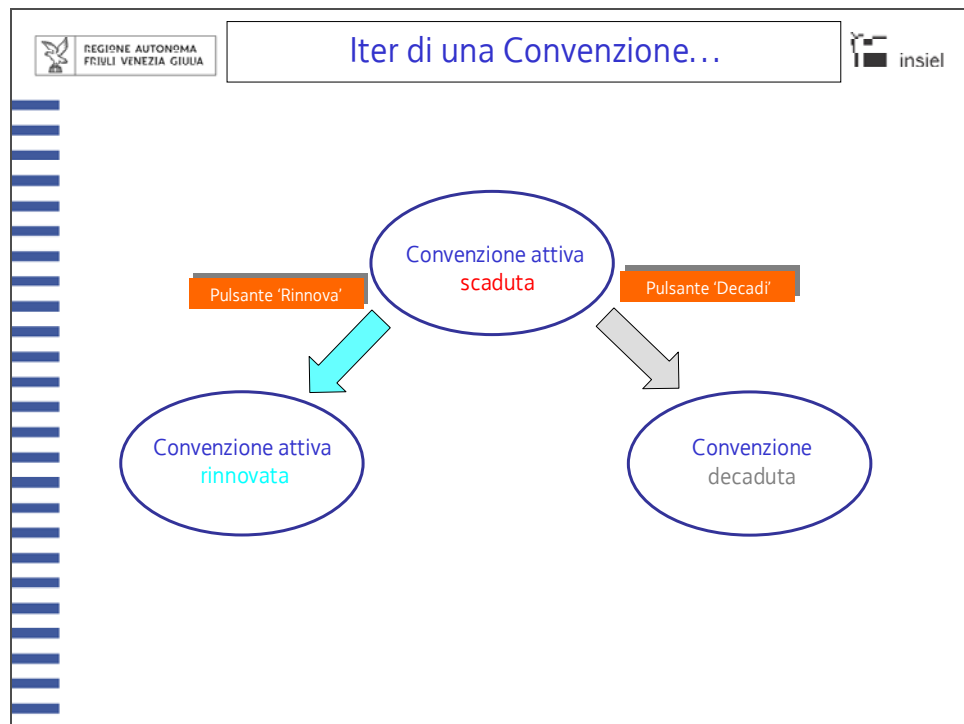 REGIONE AUTONOMA
FRIULI VENEZIA GIULIA
Iter di una Convenzione...
insiel
Convenzione attiva
scaduta
Pulsante ‘Rinnova’
Pulsante ‘Decadi’
Convenzione attiva
rinnovata
Convenzione
decaduta